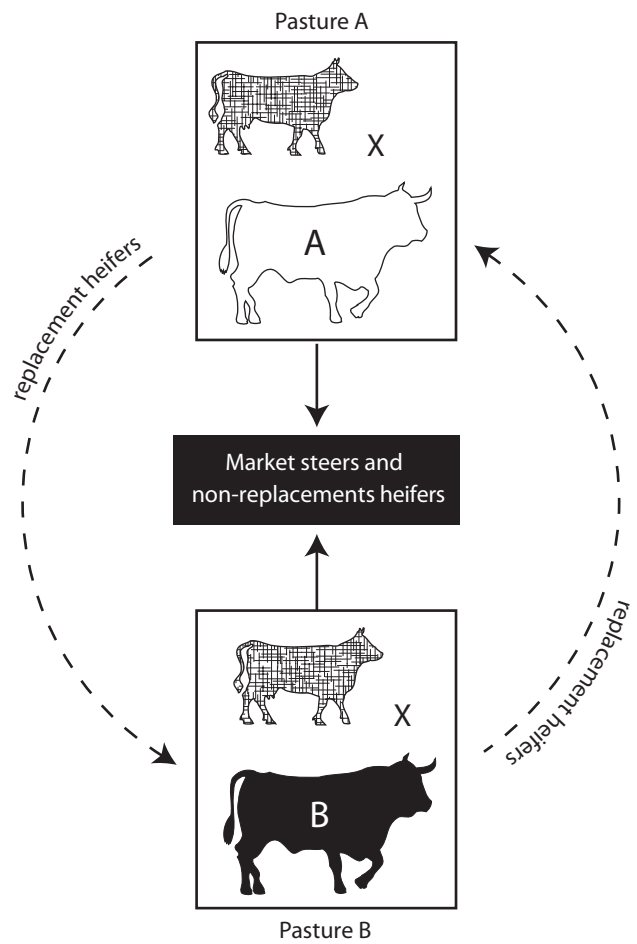 Pasture A
X
A
replacement heifers
Market steers and
non-replacements heifers
replacement heifers
X
B
Pasture B